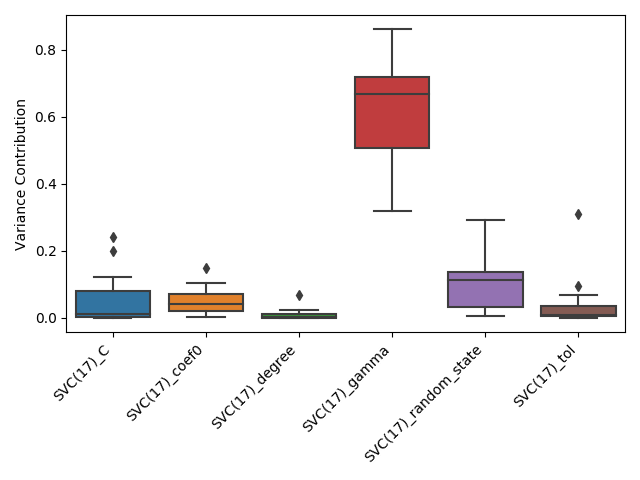 0.8
0.6
0.4
0.2
0.0
Variance Contribution
SVC(17)_C
SVC(17)_coef0
SVC(17)_degree
SVC(17)_gamma
SVC(17)_random_state
SVC(17)_tol